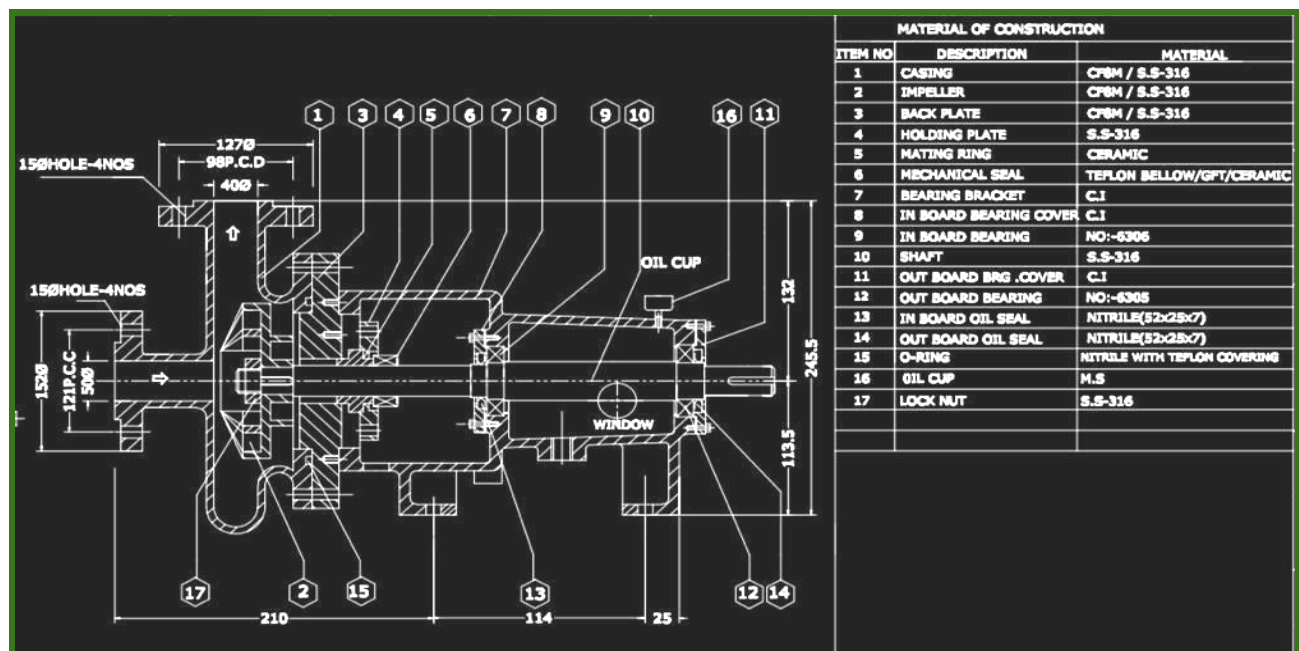 MATERIAL OF CONSTRUCTION
ITEM NO DESCRIPTION MATERIAL
1 CASING CF8M / S.S-316
2 IMPELLER CF8M / S.S-316
3 BACK PLATE CF8M / S.S-316
4 HOLDING PLATE S.S-316
5 MATING RING CERAMIC
6 MECHANICAL SEAL TEFLON BELLOW/GFT/CERAMIC
7 BEARING BRACKET C.I
8 IN BOARD BEARING COVER C.I
9 IN BOARD BEARING NO:-6306
10 SHAFT S.S-316
11 OUT BOARD BRG .COVER C.I
12 OUT BOARD BEARING NO:-6305
13 IN BOARD OIL SEAL NITRILE(52x25x7)
14 OUT BOARD OIL SEAL NITRILE(52x25x7)
15 O-RING NITRILE WITH TEFLON COVERING
16 OIL CUP M.S
17 LOCK NUT S.S-316
1 3 4 5 6 7 8 9 10 16 11
127Ø
98P.C.D
15ØHOLE-4NOS
40Ø
OIL CUP
15ØHOLE-4NOS
132
245.5
152Ø
121P.C.C
50Ø
WINDOW
113.5
17 2 15 13 12 14
210 114 25